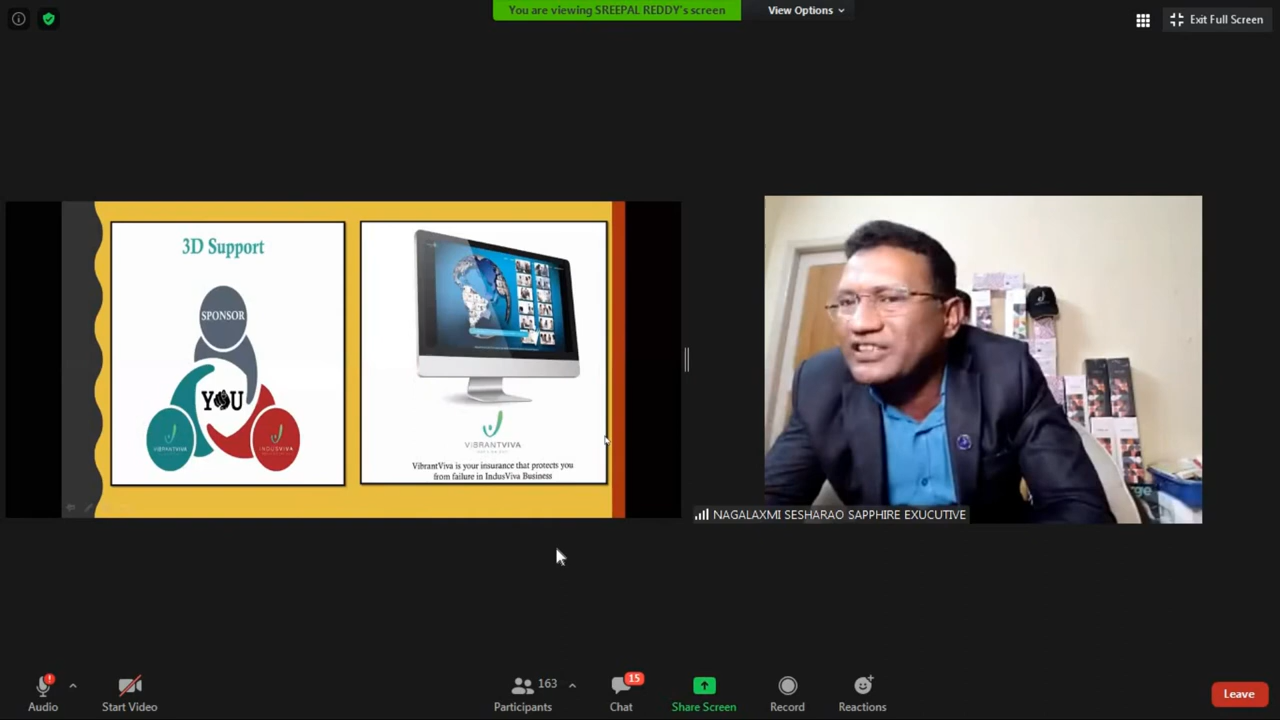 You are viewing SREEPAL REDDY's screen
View Options
Exit Full Screen
3D Support
SPONSOR
YOU
VIBRANTVIVA
INDUSVIVA
VIBRANTVIVA
VibrantViva is your insurance that protects you
from failure in IndusViva Business
NAGALAXMI SESHARAO SAPPHIRE EXUCUTIVE
Audio
Start Video
163
Participants
15
Chat
Share Screen
Record
Reactions
Leave